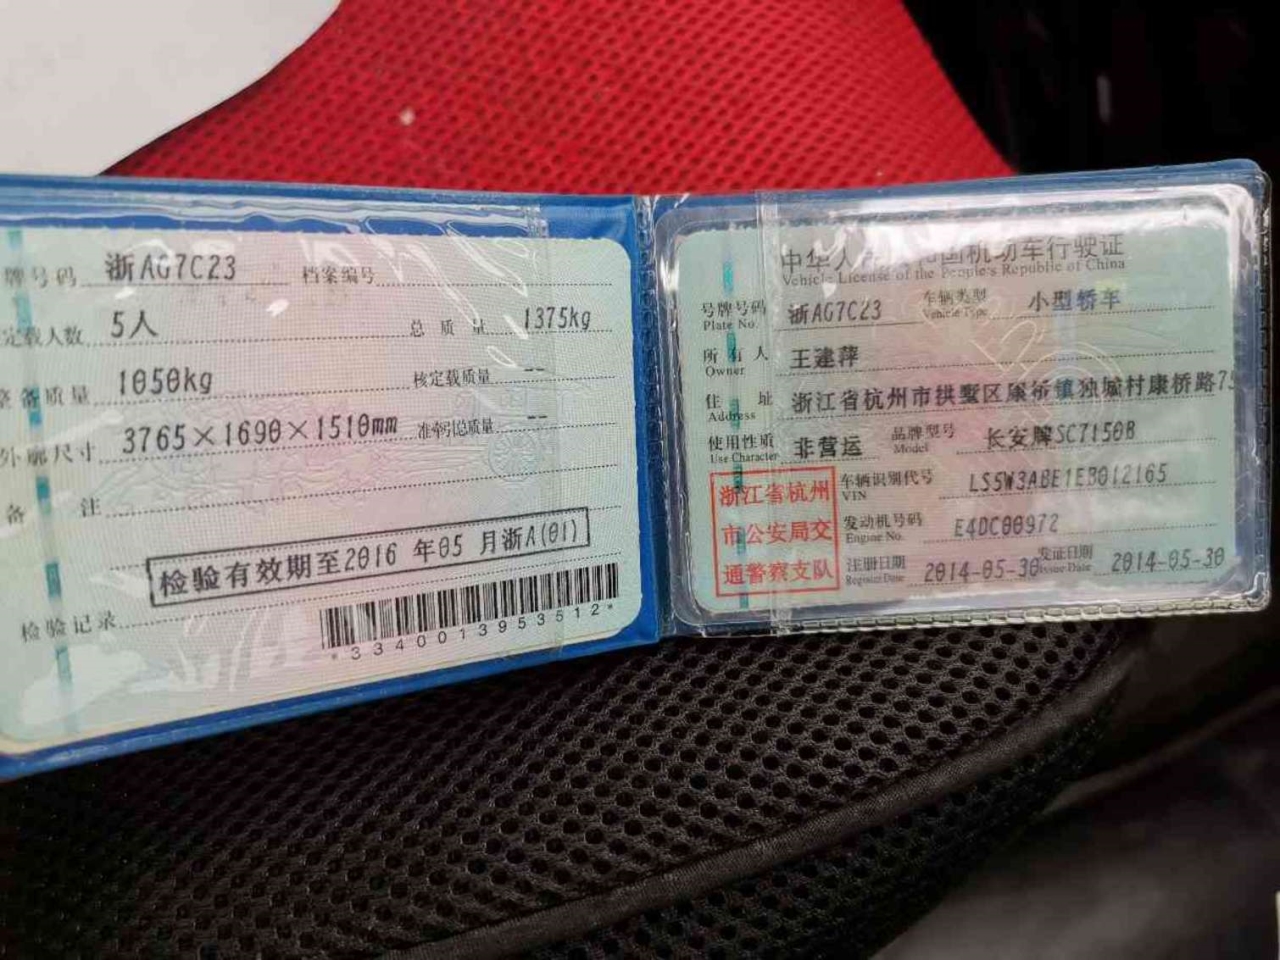 牌号码 浙AG7C23 档案编号
定载人数 5人 总质量 1375kg
整备质量 1050kg 核定载质量 --
外廓尺寸 3765×1690×1510mm 准牵引总质量 --
备注
检验有效期至2016年05月浙A(01)
检验记录
*3340013953512*
中华人民共和国机动车行驶证
Vehicle License of the People's Republic of China
号牌号码 浙AG7C23 车辆类型 小型轿车
Plate No. Vehicle Type
所有人 王建萍
Owner
住址 浙江省杭州市拱墅区康桥镇独城村康桥路75
Address
使用性质 非营运 品牌型号 长安牌SC7150B
Use Character Model
浙江省杭州
市公安局交
通警察支队
车辆识别代号 LS5W3ABE1EB012165
VIN
发动机号码 E4DC00972
Engine No.
注册日期 2014-05-30 发证日期 2014-05-30
Register Date Issue Date